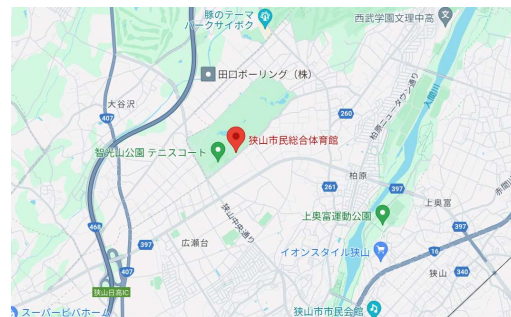 豚のテーマ
パークサイボク
西武学園文理中高
田口ボーリング（株）
大谷沢
407
260
柏原ニュータウン通り
入間川
狭山市民総合体育館
智光山公園 テニスコート
柏原
261
397
狭山中央通り
上奥富運動公園
上奥富
468
397
広瀬台
イオンスタイル狭山
16
407
狭山
340
狭山日高IC
スーパービバホーム
狭山市市民会館